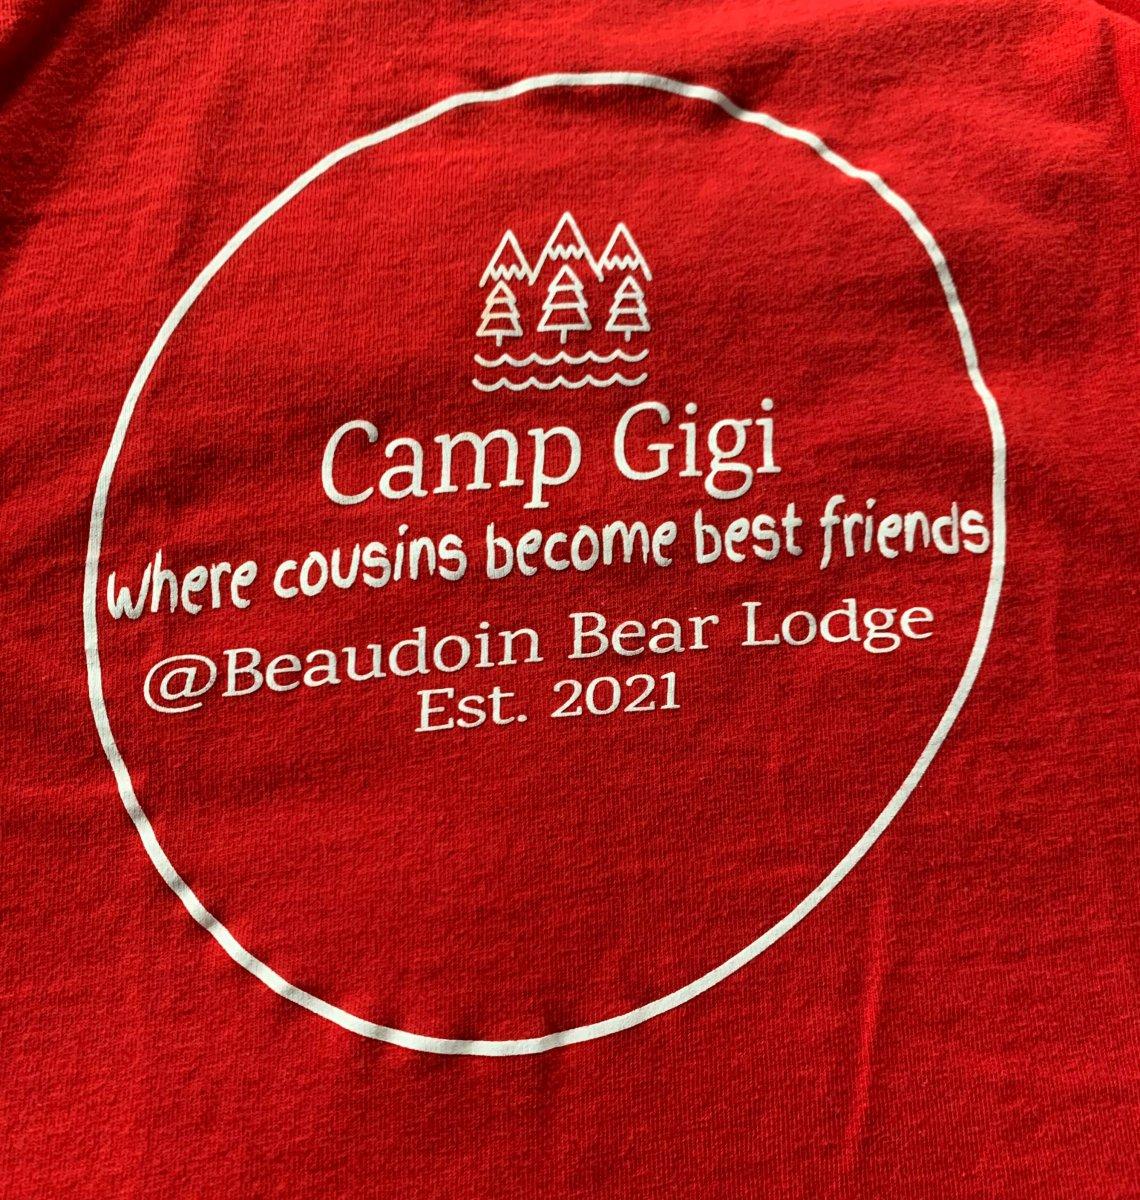 Camp Gigi
Where cousins become best friends
@Beaudoin Bear Lodge
Est. 2021